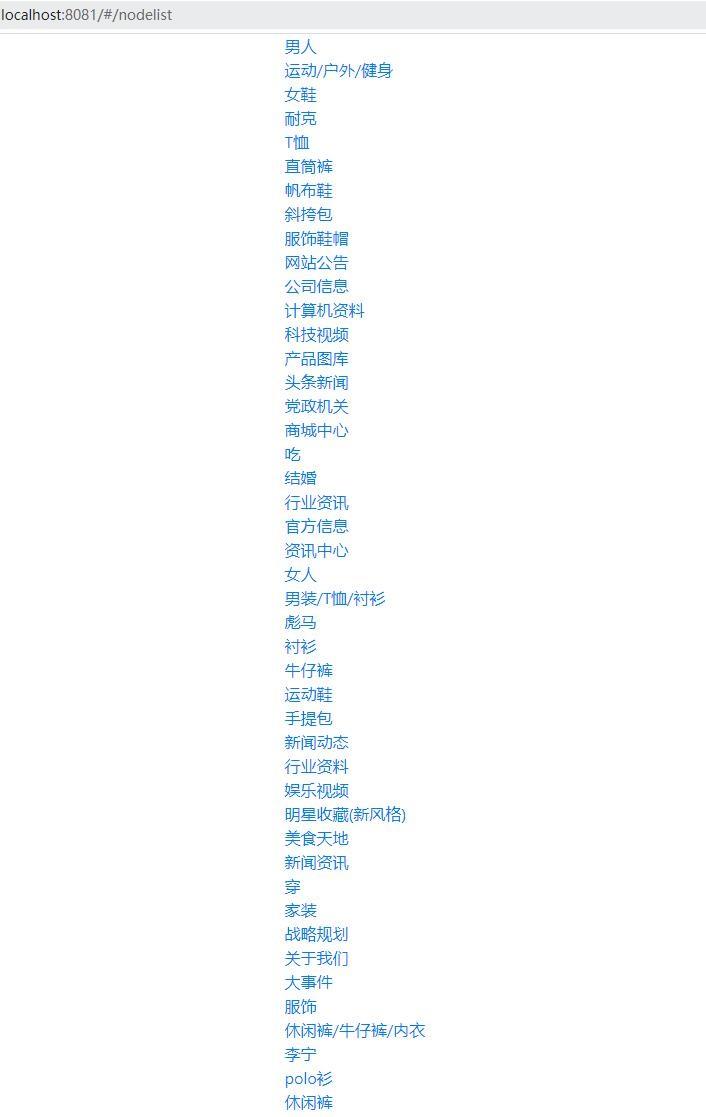 localhost:8081/#/nodelist
男人
运动/户外/健身
女鞋
耐克
T恤
直筒裤
帆布鞋
斜挎包
服饰鞋帽
网站公告
公司信息
计算机资料
科技视频
产品图库
头条新闻
党政机关
商城中心
吃
结婚
行业资讯
官方信息
资讯中心
女人
男装/T恤/衬衫
彪马
衬衫
牛仔裤
运动鞋
手提包
新闻动态
行业资料
娱乐视频
明星收藏(新风格)
美食天地
新闻资讯
穿
家装
战略规划
关于我们
大事件
服饰
休闲裤/牛仔裤/内衣
李宁
polo衫
休闲裤